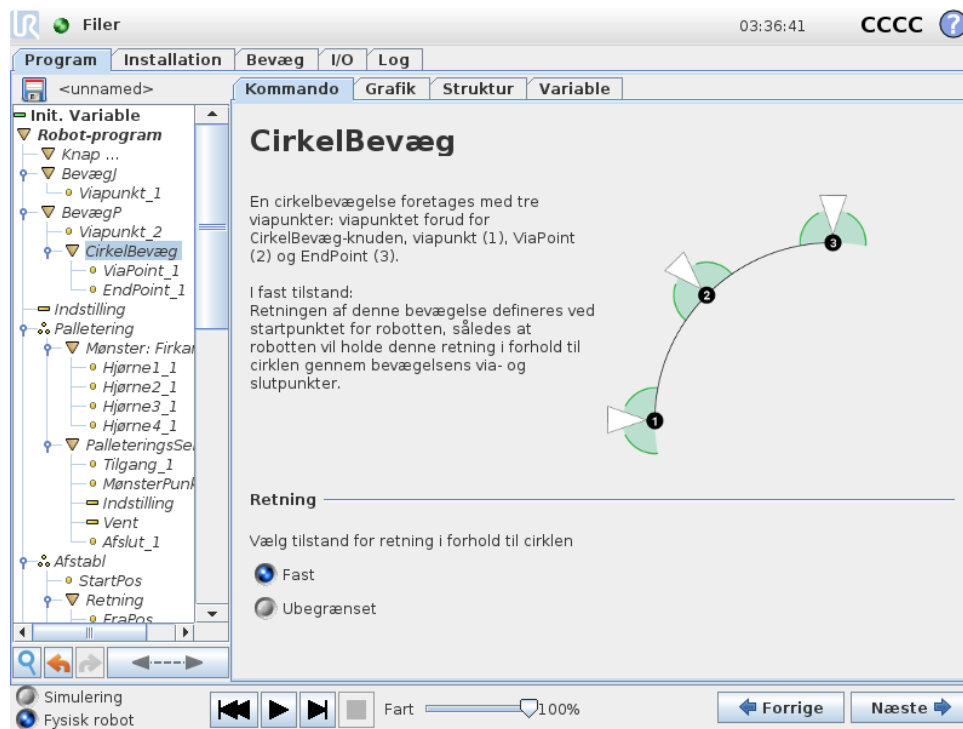 UR Filer 03:36:41 CCCC ?
Program Installation Bevæg I/O Log
<unnamed>
Kommando Grafik Struktur Variable
Init. Variable
Robot-program
Knap ...
BevægJ
Viapunkt_1
BevægP
Viapunkt_2
CirkelBevæg
ViaPoint_1
EndPoint_1
Indstilling
Palletering
Mønster: Firkan
Hjørne1_1
Hjørne2_1
Hjørne3_1
Hjørne4_1
PalleteringsSe
Tilgang_1
MønsterPunk
Indstilling
Vent
Afslut_1
Afstabl
StartPos
Retning
FraPos
CirkelBevæg
En cirkelbevægelse foretages med tre
viapunkter: viapunktet forud for
CirkelBevæg-knuden, viapunkt (1), ViaPoint
(2) og EndPoint (3).
I fast tilstand:
Retningen af denne bevægelse defineres ved
startpunktet for robotten, således at
robotten vil holde denne retning i forhold til
cirklen gennem bevægelsens via- og
slutpunkter.
3
2
1
Retning
Vælg tilstand for retning i forhold til cirklen
Fast
Ubegrænset
Simulering
Fysisk robot
Fart 100%
Forrige Næste